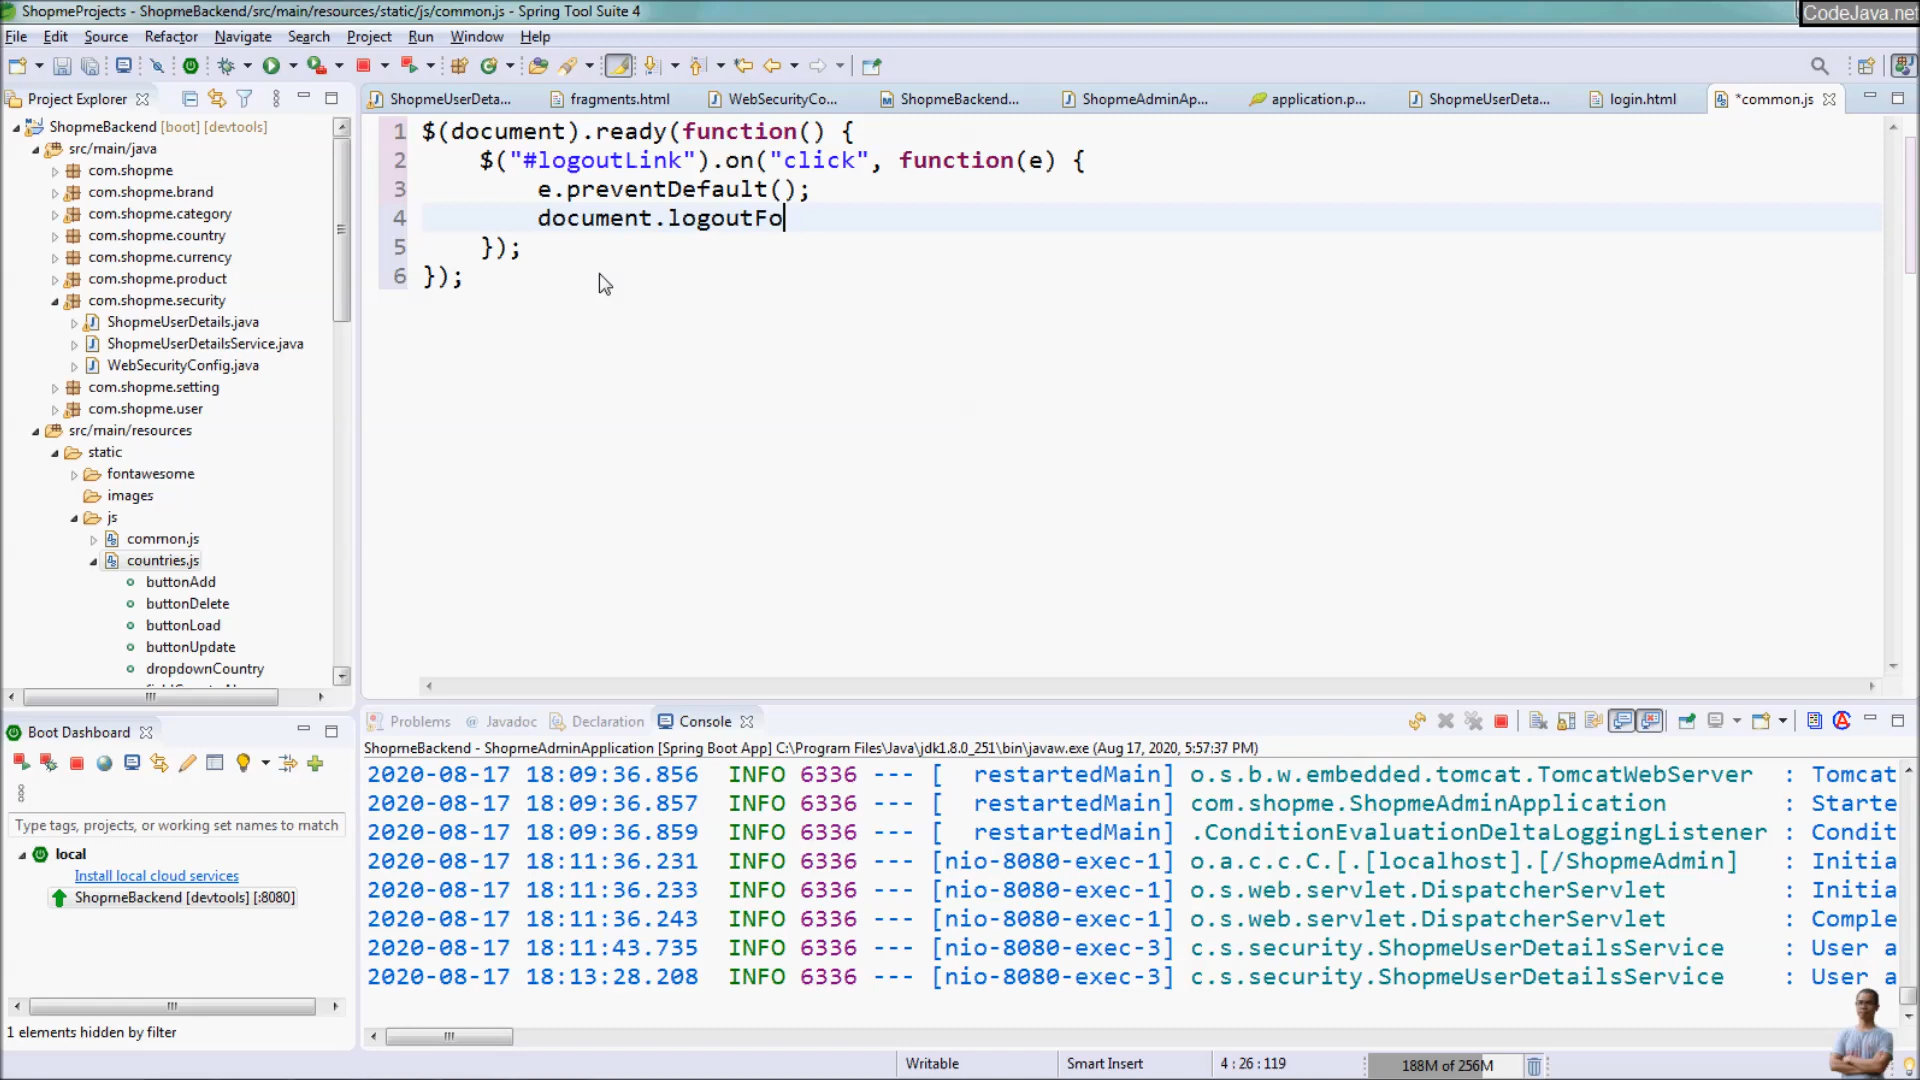 ShopmeProjects - ShopmeBackend/src/main/resources/static/js/common.js - Spring Tool Suite 4
CodeJava.net
File Edit Source Refactor Navigate Search Project Run Window Help
Project Explorer
ShopmeUserDeta...
fragments.html
WebSecurityCo...
ShopmeBackend...
ShopmeAdminAp...
application.p...
ShopmeUserDeta...
login.html
*common.js
ShopmeBackend [boot] [devtools]
src/main/java
com.shopme
com.shopme.brand
com.shopme.category
com.shopme.country
com.shopme.currency
com.shopme.product
com.shopme.security
ShopmeUserDetails.java
ShopmeUserDetailsService.java
WebSecurityConfig.java
com.shopme.setting
com.shopme.user
src/main/resources
static
fontawesome
images
js
common.js
countries.js
buttonAdd
buttonDelete
buttonLoad
buttonUpdate
dropdownCountry
1 $(document).ready(function() {
2 $("#logoutLink").on("click", function(e) {
3 e.preventDefault();
4 document.logoutFo
5 });
6 });
Boot Dashboard
Type tags, projects, or working set names to match
local
Install local cloud services
ShopmeBackend [devtools] [:8080]
1 elements hidden by filter
Problems @ Javadoc Declaration Console
ShopmeBackend - ShopmeAdminApplication [Spring Boot App] C:\Program Files\Java\jdk1.8.0_251\bin\javaw.exe (Aug 17, 2020, 5:57:37 PM)
2020-08-17 18:09:36.856 INFO 6336 --- [ restartedMain] o.s.b.w.embedded.tomcat.TomcatWebServer : Tomcat
2020-08-17 18:09:36.857 INFO 6336 --- [ restartedMain] com.shopme.ShopmeAdminApplication : Starte
2020-08-17 18:09:36.859 INFO 6336 --- [ restartedMain] .ConditionEvaluationDeltaLoggingListener : Condit
2020-08-17 18:11:36.231 INFO 6336 --- [nio-8080-exec-1] o.a.c.c.C.[.[localhost].[/ShopmeAdmin] : Initia
2020-08-17 18:11:36.233 INFO 6336 --- [nio-8080-exec-1] o.s.web.servlet.DispatcherServlet : Initia
2020-08-17 18:11:36.243 INFO 6336 --- [nio-8080-exec-1] o.s.web.servlet.DispatcherServlet : Comple
2020-08-17 18:11:43.735 INFO 6336 --- [nio-8080-exec-3] c.s.security.ShopmeUserDetailsService : User a
2020-08-17 18:13:28.208 INFO 6336 --- [nio-8080-exec-3] c.s.security.ShopmeUserDetailsService : User a
Writable
Smart Insert
4 : 26 : 119
188M of 256M